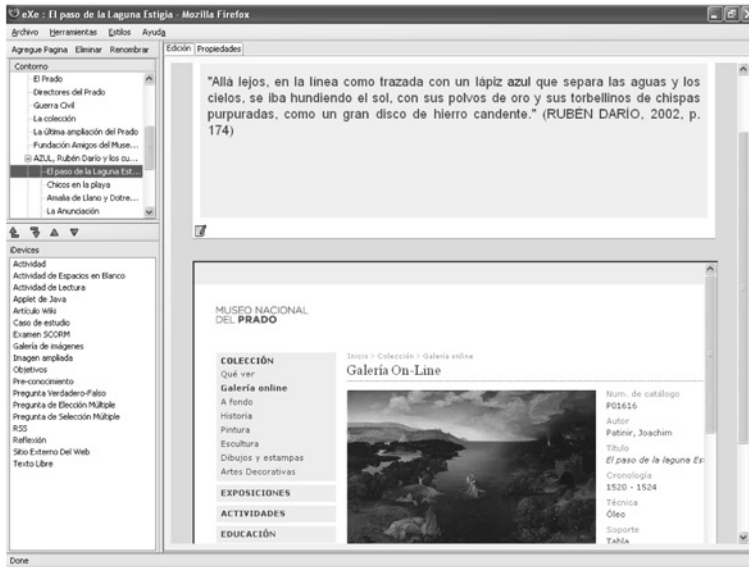 eXe : El paso de la Laguna Estigia - Mozilla Firefox
Archivo Herramientas Estilos Ayuda
Agregue Pagina Eliminar Renombrar
Contorno
El Prado
Directores del Prado
Guerra Civil
La colección
La última ampliación del Prado
Fundación Amigos del Muse...
AZUL, Rubén Darío y los cu...
El paso de la Laguna Est...
Chicos en la playa
Amalia de Llano y Dotre...
La Anunciación
iDevices
Actividad
Actividad de Espacios en Blanco
Actividad de Lectura
Applet de Java
Artículo Wiki
Caso de estudio
Examen SCORM
Galería de imágenes
Imagen ampliada
Objetivos
Pre-conocimiento
Pregunta Verdadero-Falso
Pregunta de Elección Múltiple
Pregunta de Selección Múltiple
RSS
Reflexión
Sitio Externo Del Web
Texto Libre
Edición Propiedades
"Allá lejos, en la línea como trazada con un lápiz azul que separa las aguas y los
cielos, se iba hundiendo el sol, con sus polvos de oro y sus torbellinos de chispas
purpuradas, como un gran disco de hierro candente." (RUBÉN DARÍO, 2002, p.
174)
MUSEO NACIONAL
DEL PRADO
COLECCIÓN
Qué ver
Galería online
A fondo
Historia
Pintura
Escultura
Dibujos y estampas
Artes Decorativas
EXPOSICIONES
ACTIVIDADES
EDUCACIÓN
Inicio > Colección > Galería online
Galería On-Line
Num. de catálogo
P01616
Autor
Patinir, Joachim
Título
El paso de la laguna Es
Cronología
1520 - 1524
Técnica
Óleo
Soporte
Tabla
Done